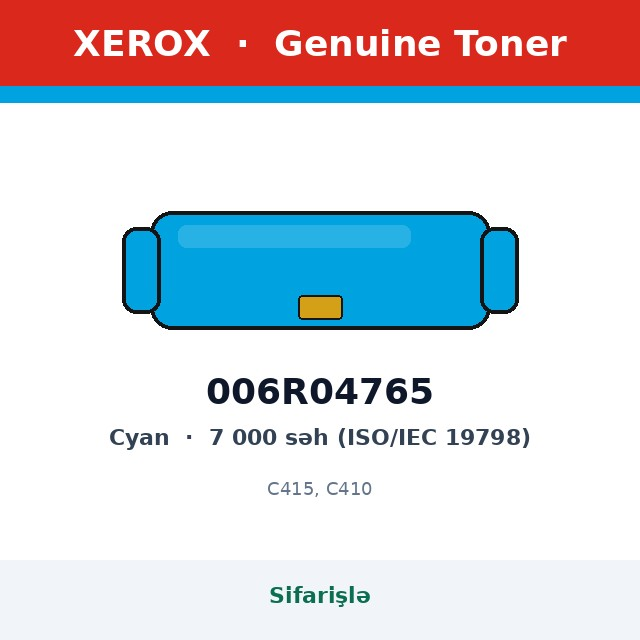 XEROX · Genuine Toner
006R04765
Cyan · 7 000 səh (ISO/IEC 19798)
C415, C410
Sifarişlə